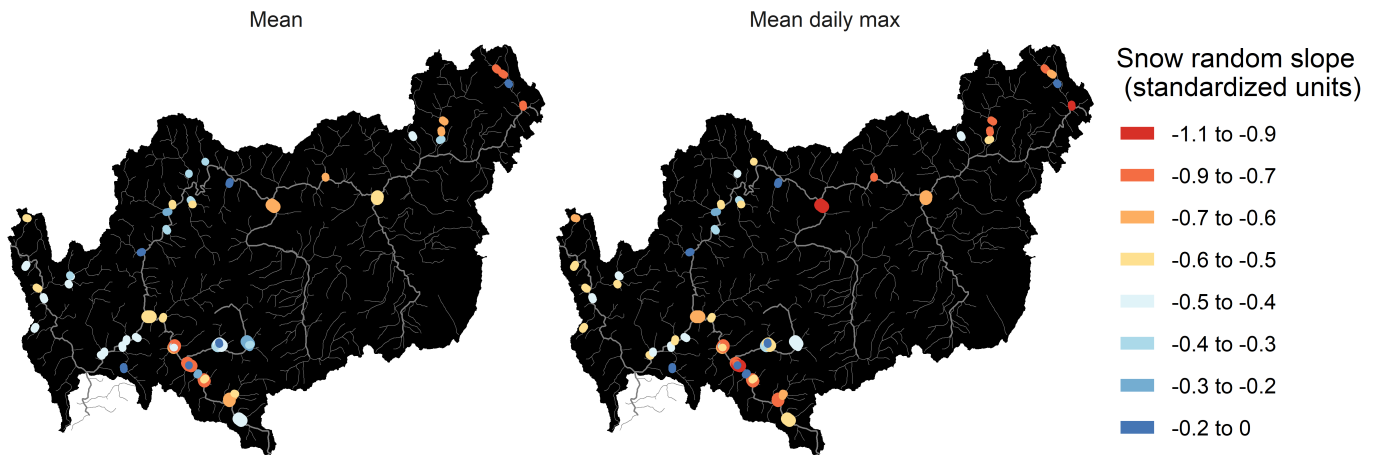 Mean
Mean daily max
Snow random slope
(standardized units)
-1.1 to -0.9
-0.9 to -0.7
-0.7 to -0.6
-0.6 to -0.5
-0.5 to -0.4
-0.4 to -0.3
-0.3 to -0.2
-0.2 to 0